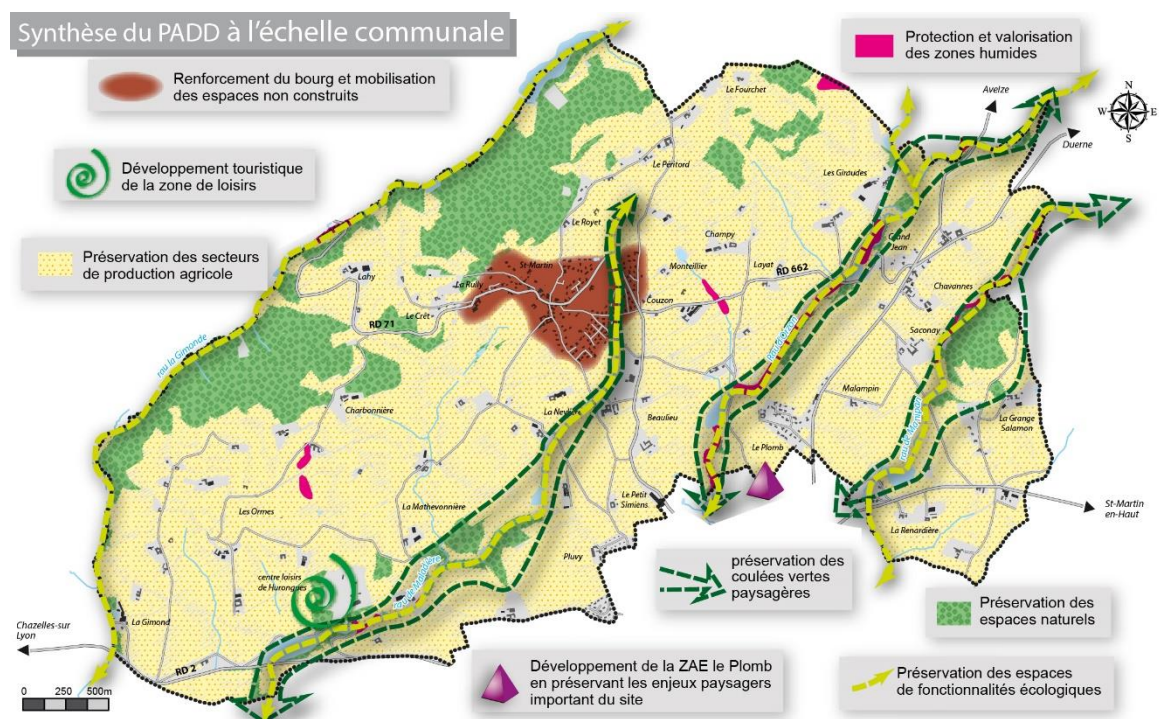 Synthèse du PADD à l'échelle communale
Renforcement du bourg et mobilisation
des espaces non construits
Protection et valorisation
des zones humides
Développement touristique
de la zone de loisirs
Préservation des secteurs
de production agricole
Le Fourchet
Aveize
Duerne
N
W
E
S
Le Péritord
Les Giraudes
Le Royet
Champy
Grand
Jean
St-Martin
Monteillier
Layat
RD 662
Lahy
La Rully
Couzon
Chavannes
Le Crêt
RD 71
Saconay
rau la Gimonde
Malampin
Charbonnière
La Neylière
Beaulieu
La Grange
Salamon
Le Plomb
Le Petit
Simiens
St-Martin
en-Haut
Les Ormes
La Mathevonnière
La Renardière
Pluvy
centre loisirs
de Hurongues
La Gimond
Chazelles-sur
Lyon
RD 2
0 250 500m
préservation des
coulées vertes
paysagères
Préservation des
espaces naturels
Développement de la ZAE le Plomb
en préservant les enjeux paysagers
important du site
Préservation des espaces
de fonctionnalités écologiques